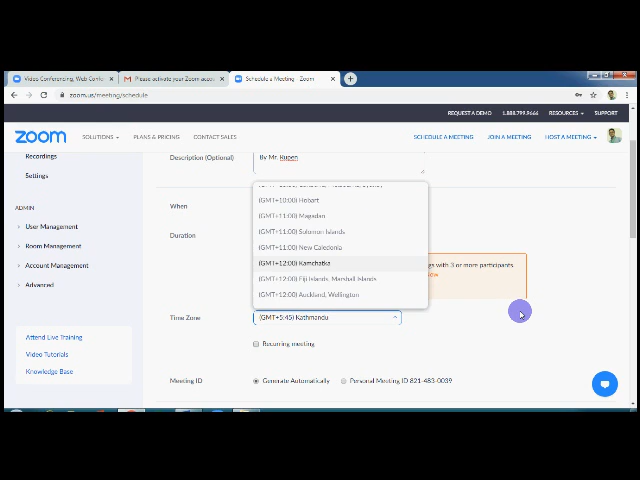 Video Conferencing, Web Confe
Please activate your Zoom accou
Schedule a Meeting - Zoom
zoom.us/meeting/schedule
REQUEST A DEMO 1.888.799.9666 RESOURCES SUPPORT
zoom SOLUTIONS PLANS & PRICING CONTACT SALES SCHEDULE A MEETING JOIN A MEETING HOST A MEETING
Recordings
Settings
ADMIN
User Management
Room Management
Account Management
Advanced
Attend Live Training
Video Tutorials
Knowledge Base
Description (Optional) By Mr. Rupen
When
Duration
(GMT+10:00) Hobart
(GMT+11:00) Magadan
(GMT+11:00) Solomon Islands
(GMT+11:00) New Caledonia
(GMT+12:00) Kamchatka
(GMT+12:00) Fiji Islands, Marshall Islands
(GMT+12:00) Auckland, Wellington
gs with 3 or more participants
Time Zone (GMT+5:45) Kathmandu
Recurring meeting
Meeting ID Generate Automatically Personal Meeting ID 821-483-0039